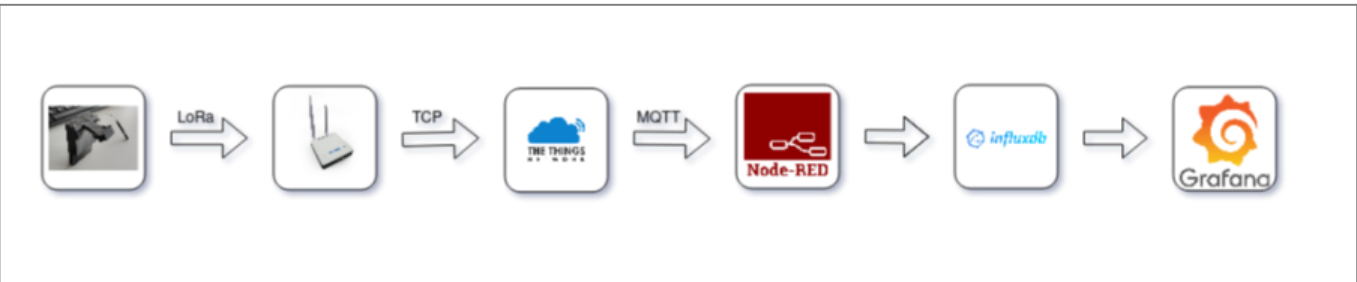 LoRa
TCP
THE THINGS
MQTT
Node-RED
influxdb
Grafana